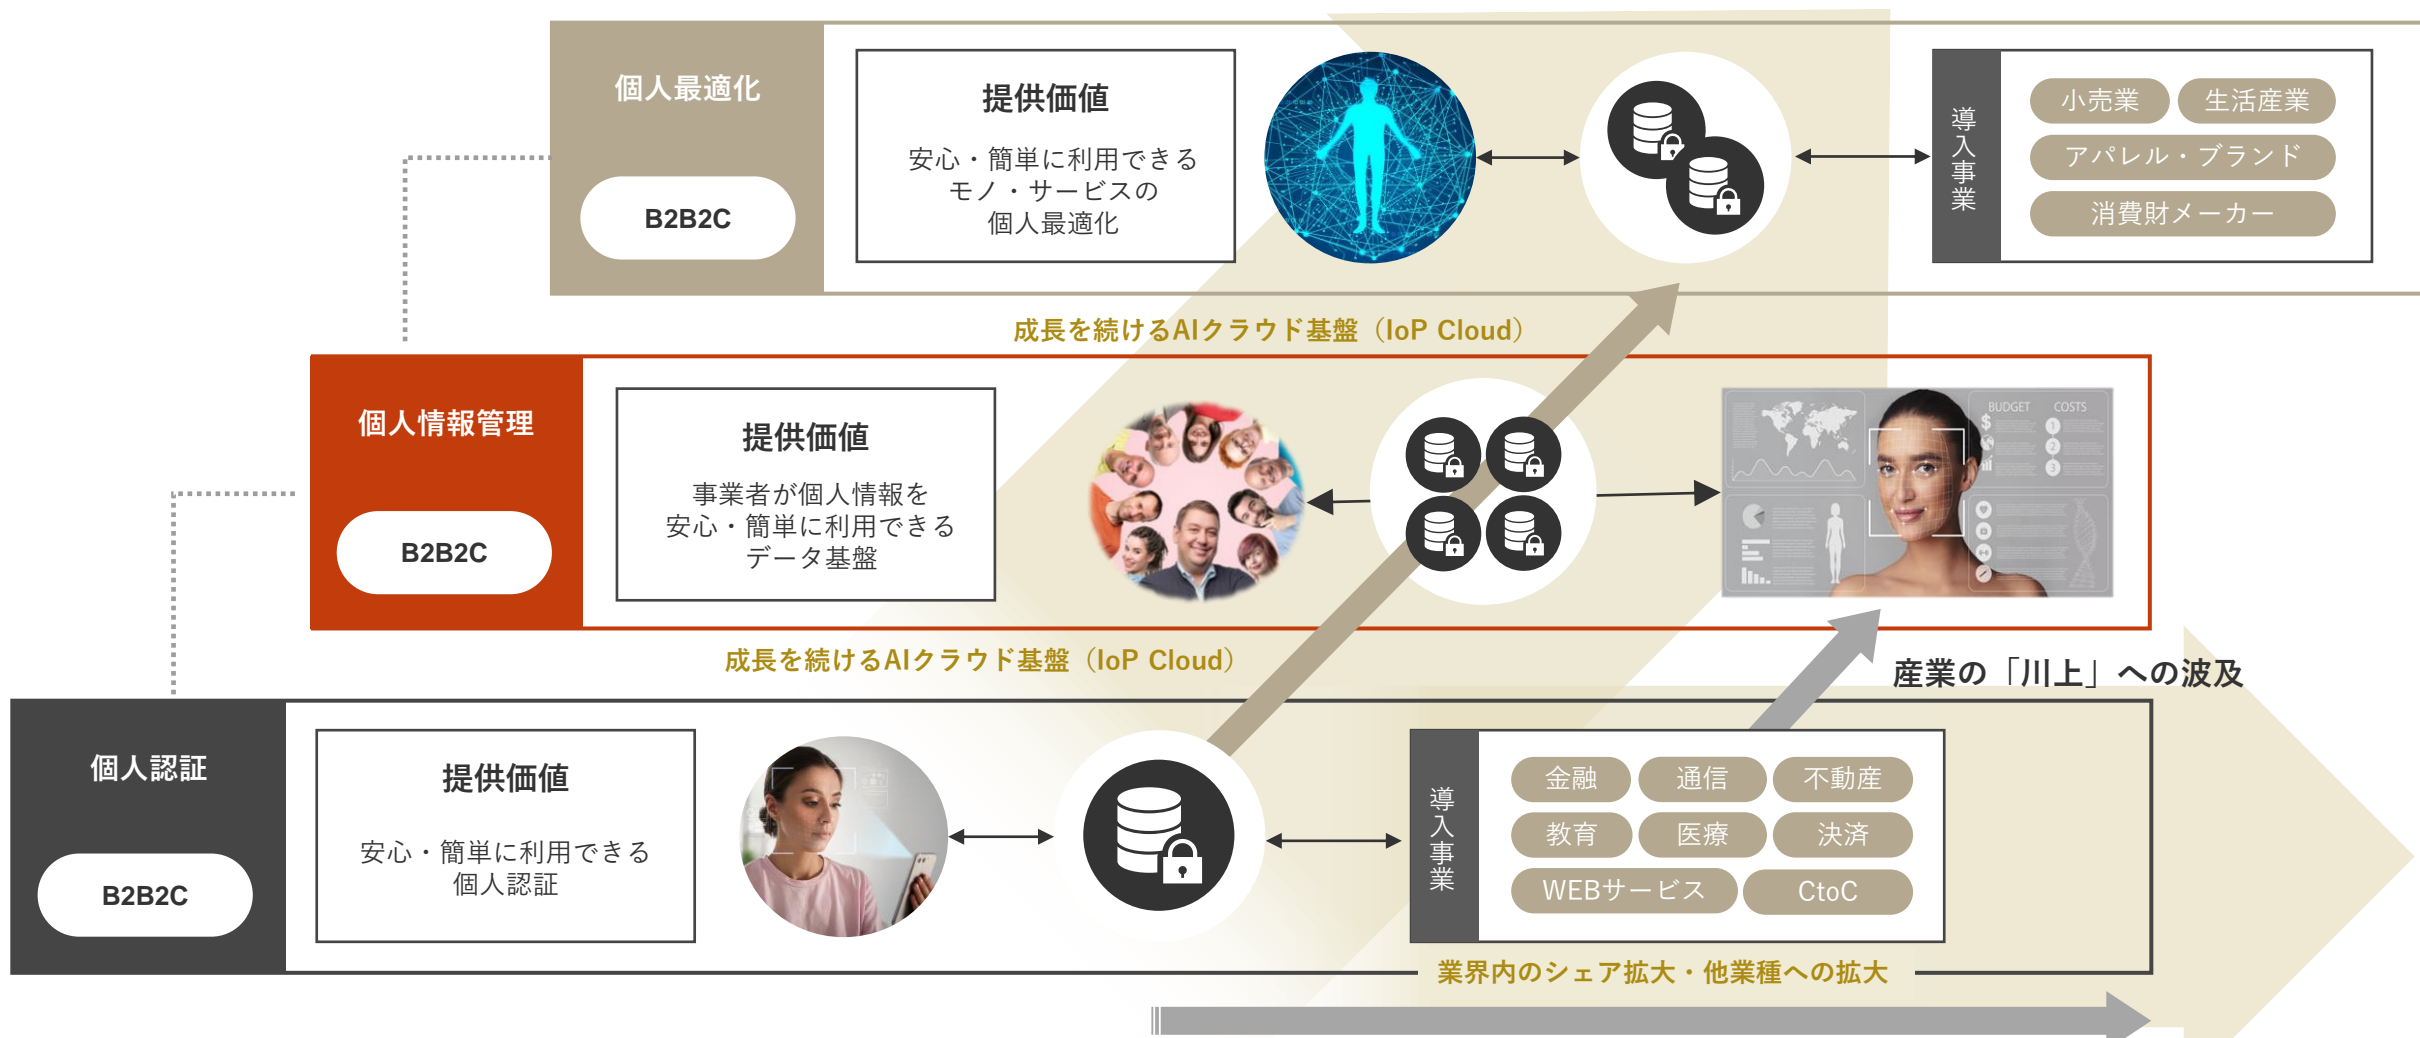 個人最適化
B2B2C
提供価値
安心・簡単に利用できる
モノ・サービスの
個人最適化
導入事業
小売業
生活産業
アパレル・ブランド
消費財メーカー
成長を続けるAIクラウド基盤（IoP Cloud）
個人情報管理
B2B2C
提供価値
事業者が個人情報を
安心・簡単に利用できる
データ基盤
BUDGET
COSTS
1
2
3
成長を続けるAIクラウド基盤（IoP Cloud）
産業の「川上」への波及
個人認証
B2B2C
提供価値
安心・簡単に利用できる
個人認証
導入事業
金融
通信
不動産
教育
医療
決済
WEBサービス
CtoC
業界内のシェア拡大・他業種への拡大